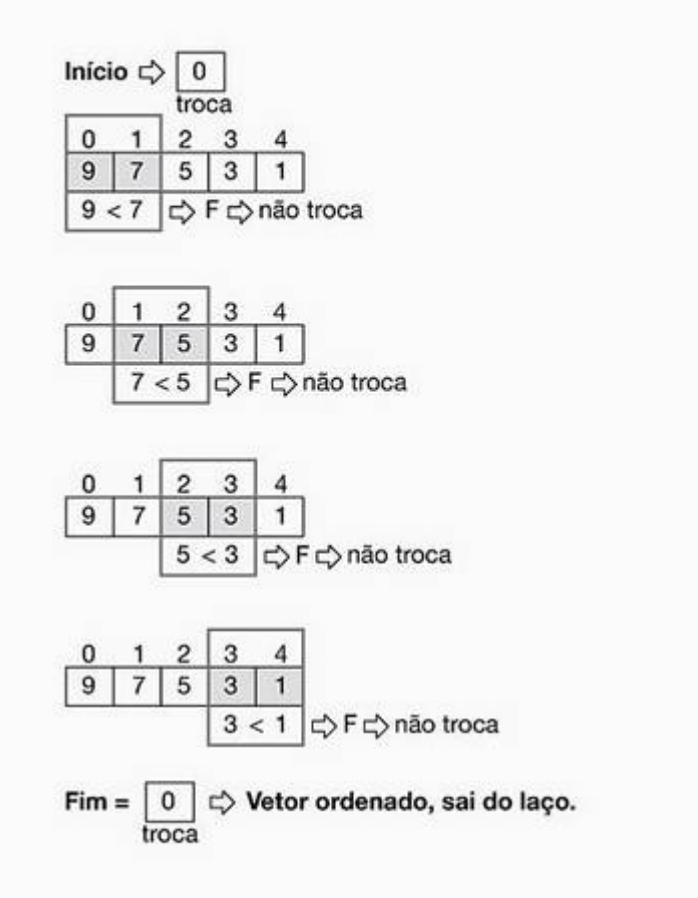 Início ⇨ 0
troca
0 1 2 3 4
9 7 5 3 1
9 < 7 ⇨ F ⇨ não troca
0 1 2 3 4
9 7 5 3 1
7 < 5 ⇨ F ⇨ não troca
0 1 2 3 4
9 7 5 3 1
5 < 3 ⇨ F ⇨ não troca
0 1 2 3 4
9 7 5 3 1
3 < 1 ⇨ F ⇨ não troca
Fim = 0 ⇨ Vetor ordenado, sai do laço.
troca